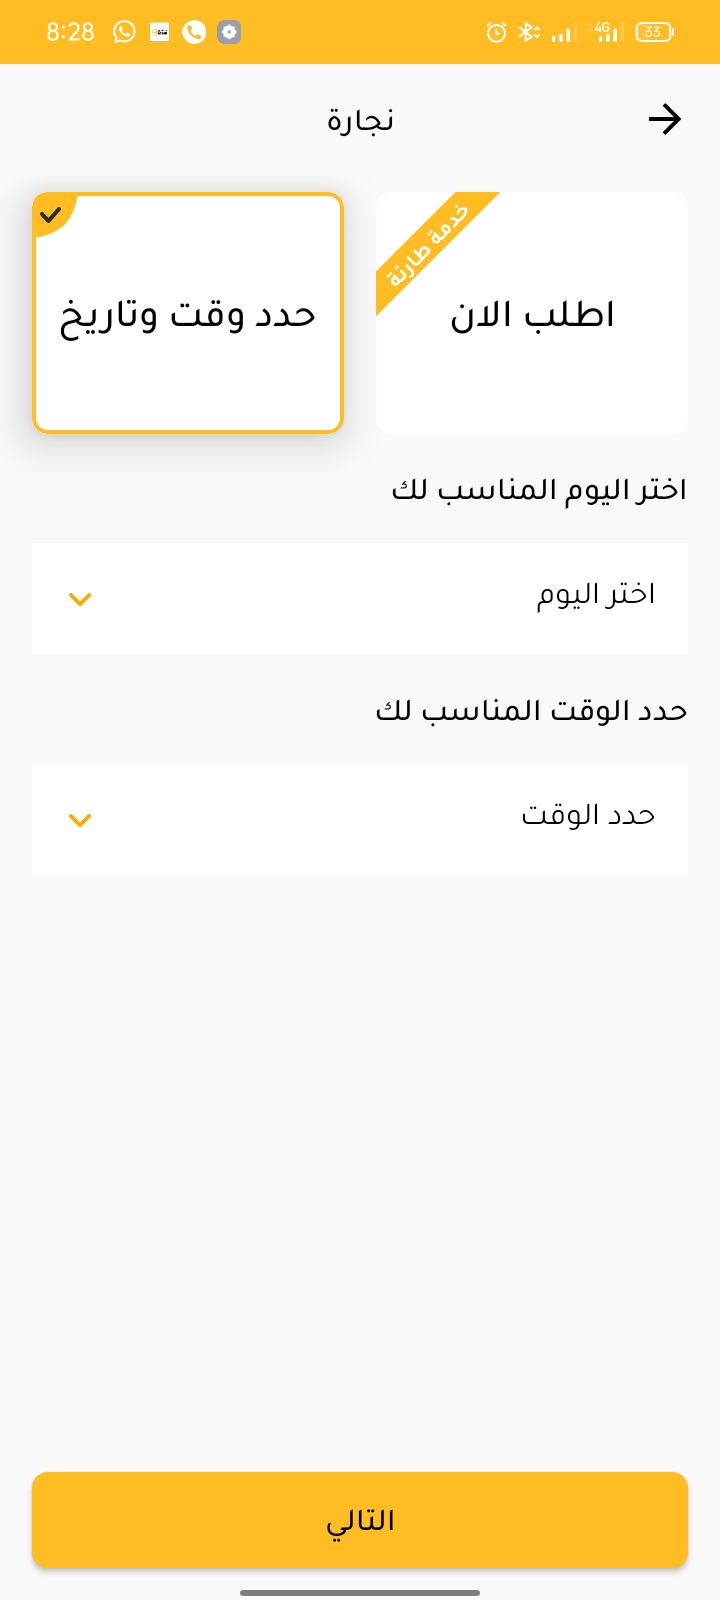 8:28
4G
33
نجارة
خدمة طارئة
اطلب الان
حدد وقت وتاريخ
اختر اليوم المناسب لك
اختر اليوم
حدد الوقت المناسب لك
حدد الوقت
التالي